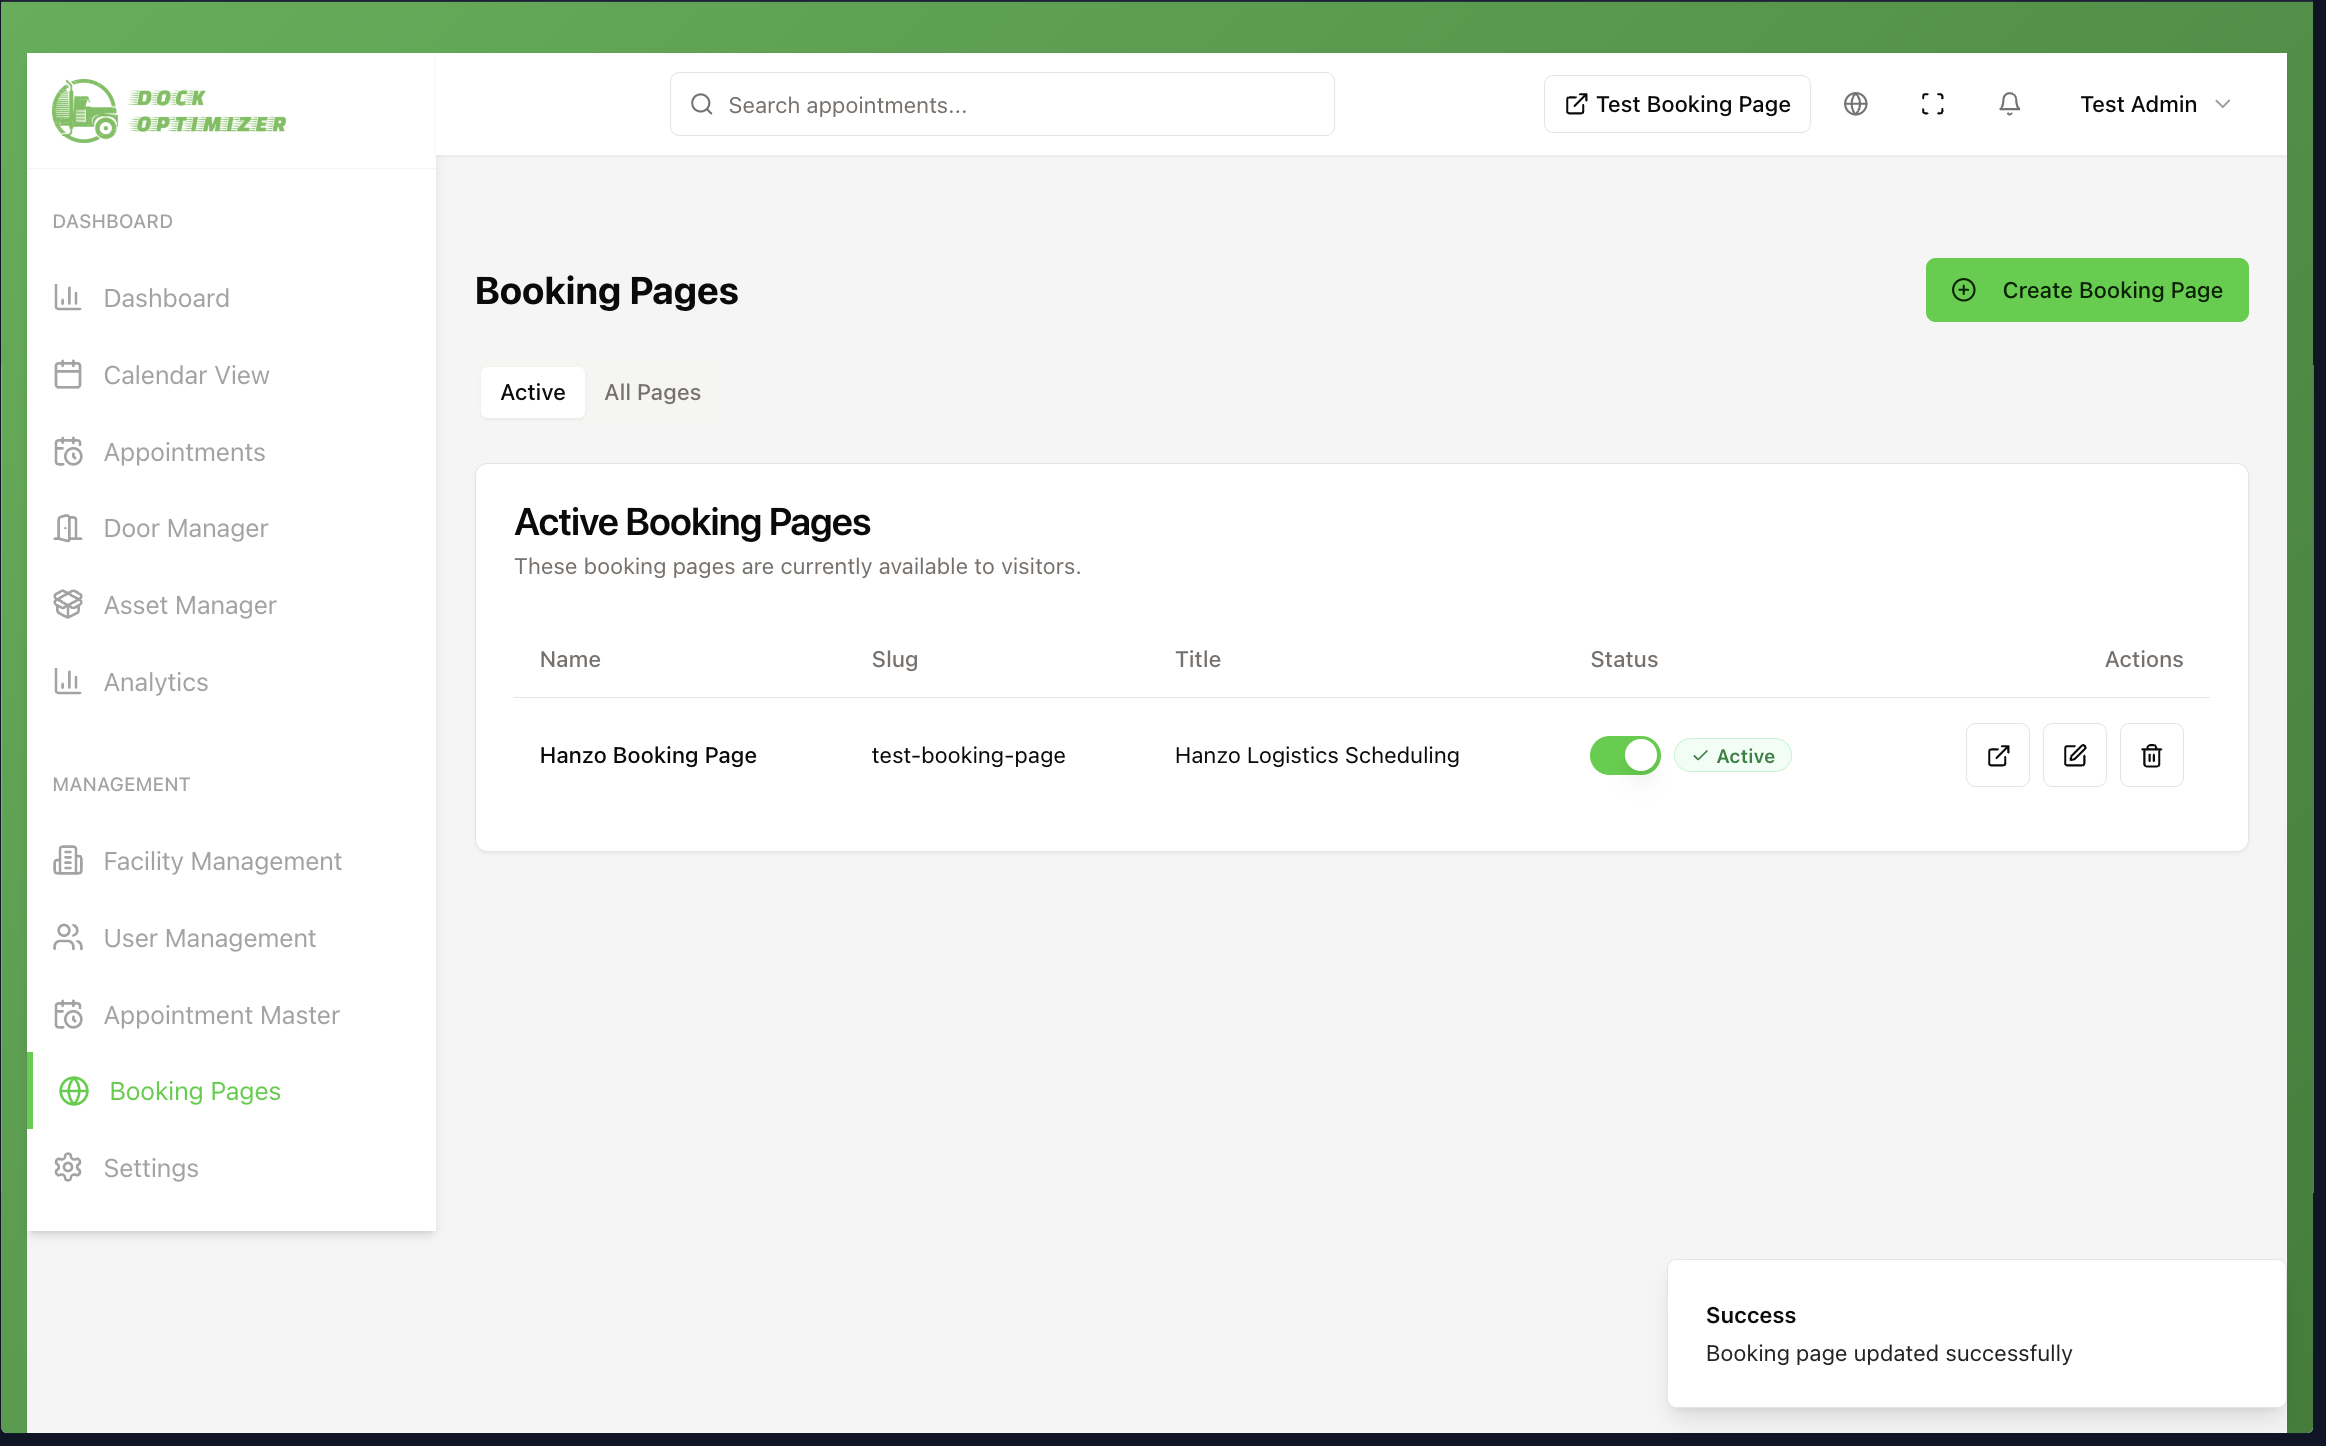 DOCK
OPTIMIZER
Search appointments...
Test Booking Page
Test Admin
DASHBOARD
Dashboard
Calendar View
Appointments
Door Manager
Asset Manager
Analytics
MANAGEMENT
Facility Management
User Management
Appointment Master
Booking Pages
Settings
Booking Pages
Create Booking Page
Active
All Pages
Active Booking Pages
These booking pages are currently available to visitors.
Name Slug Title Status Actions
Hanzo Booking Page test-booking-page Hanzo Logistics Scheduling Active
Success
Booking page updated successfully